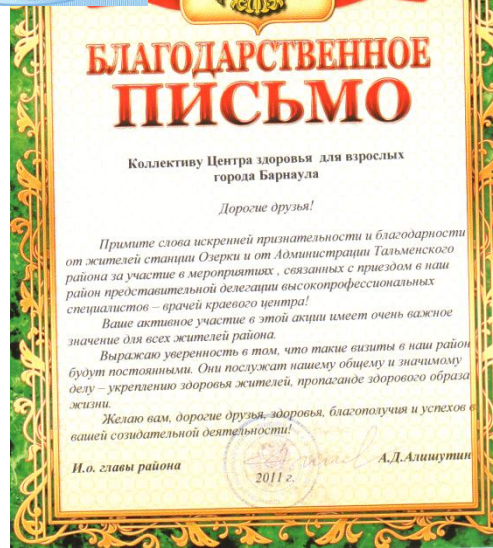 БЛАГОДАРСТВЕННОЕ
ПИСЬМО
Коллективу Центра здоровья для взрослых
города Барнаула
Дорогие друзья!
Примите слова искренней признательности и благодарности
от жителей станции Озерки и от Администрации Тальменского
района за участие в мероприятиях , связанных с приездом в наш
район представительной делегации высокопрофессиональных
специалистов – врачей краевого центра!
Ваше активное участие в этой акции имеет очень важное
значение для всех жителей района.
Выражаю уверенность в том, что такие визиты в наш район
будут постоянными. Они послужат нашему общему и значимому
делу – укреплению здоровья жителей, пропаганде здорового образа
жизни.
Желаю вам, дорогие друзья, здоровья, благополучия и успехов в
вашей созидательной деятельности!
И.о. главы района А.Д.Алишутин
2011 г.